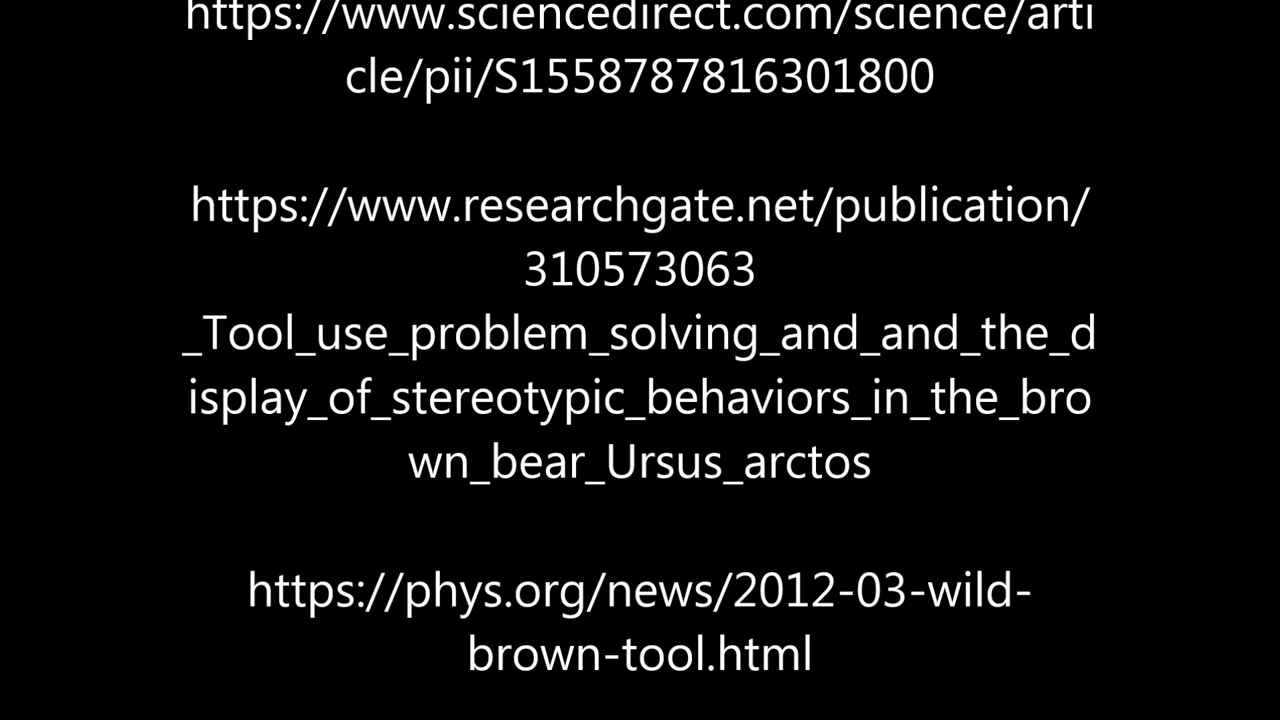 https://www.sciencedirect.com/science/arti
cle/pii/S1558787816301800
https://www.researchgate.net/publication/
310573063
_Tool_use_problem_solving_and_and_the_d
isplay_of_stereotypic_behaviors_in_the_bro
wn_bear_Ursus_arctos
https://phys.org/news/2012-03-wild-
brown-tool.html